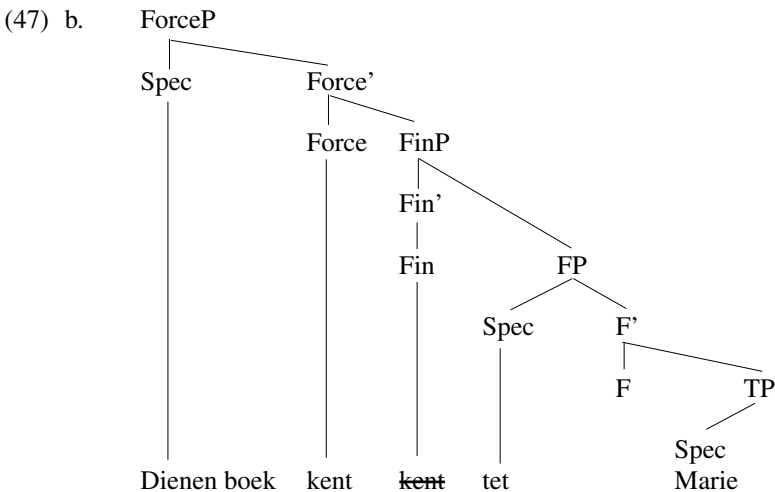 (47) b. ForceP
Spec Force’
Force FinP
Fin’
Fin FP
Spec F’
F TP
Spec
Dienen boek kent kent tet Marie